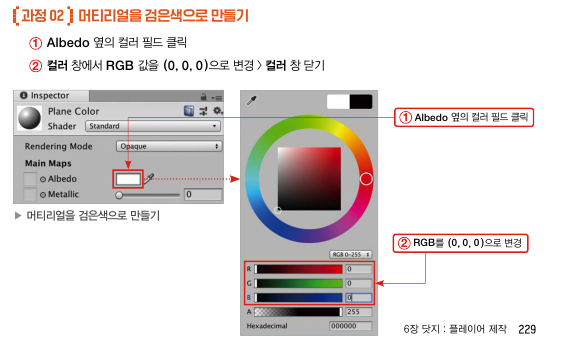 [과정 02] 머티리얼을 검은색으로 만들기
① Albedo 옆의 컬러 필드 클릭
② 컬러 창에서 RGB 값을 (0, 0, 0)으로 변경 > 컬러 창 닫기
Inspector
Plane Color
Shader Standard
Rendering Mode Opaque
Main Maps
Albedo
Metallic 0
▶ 머티리얼을 검은색으로 만들기
① Albedo 옆의 컬러 필드 클릭
RGB 0-255
R 0
G 0
B 0
A 255
Hexadecimal 000000
② RGB를 (0, 0, 0)으로 변경
6장 닷지 : 플레이어 제작 229